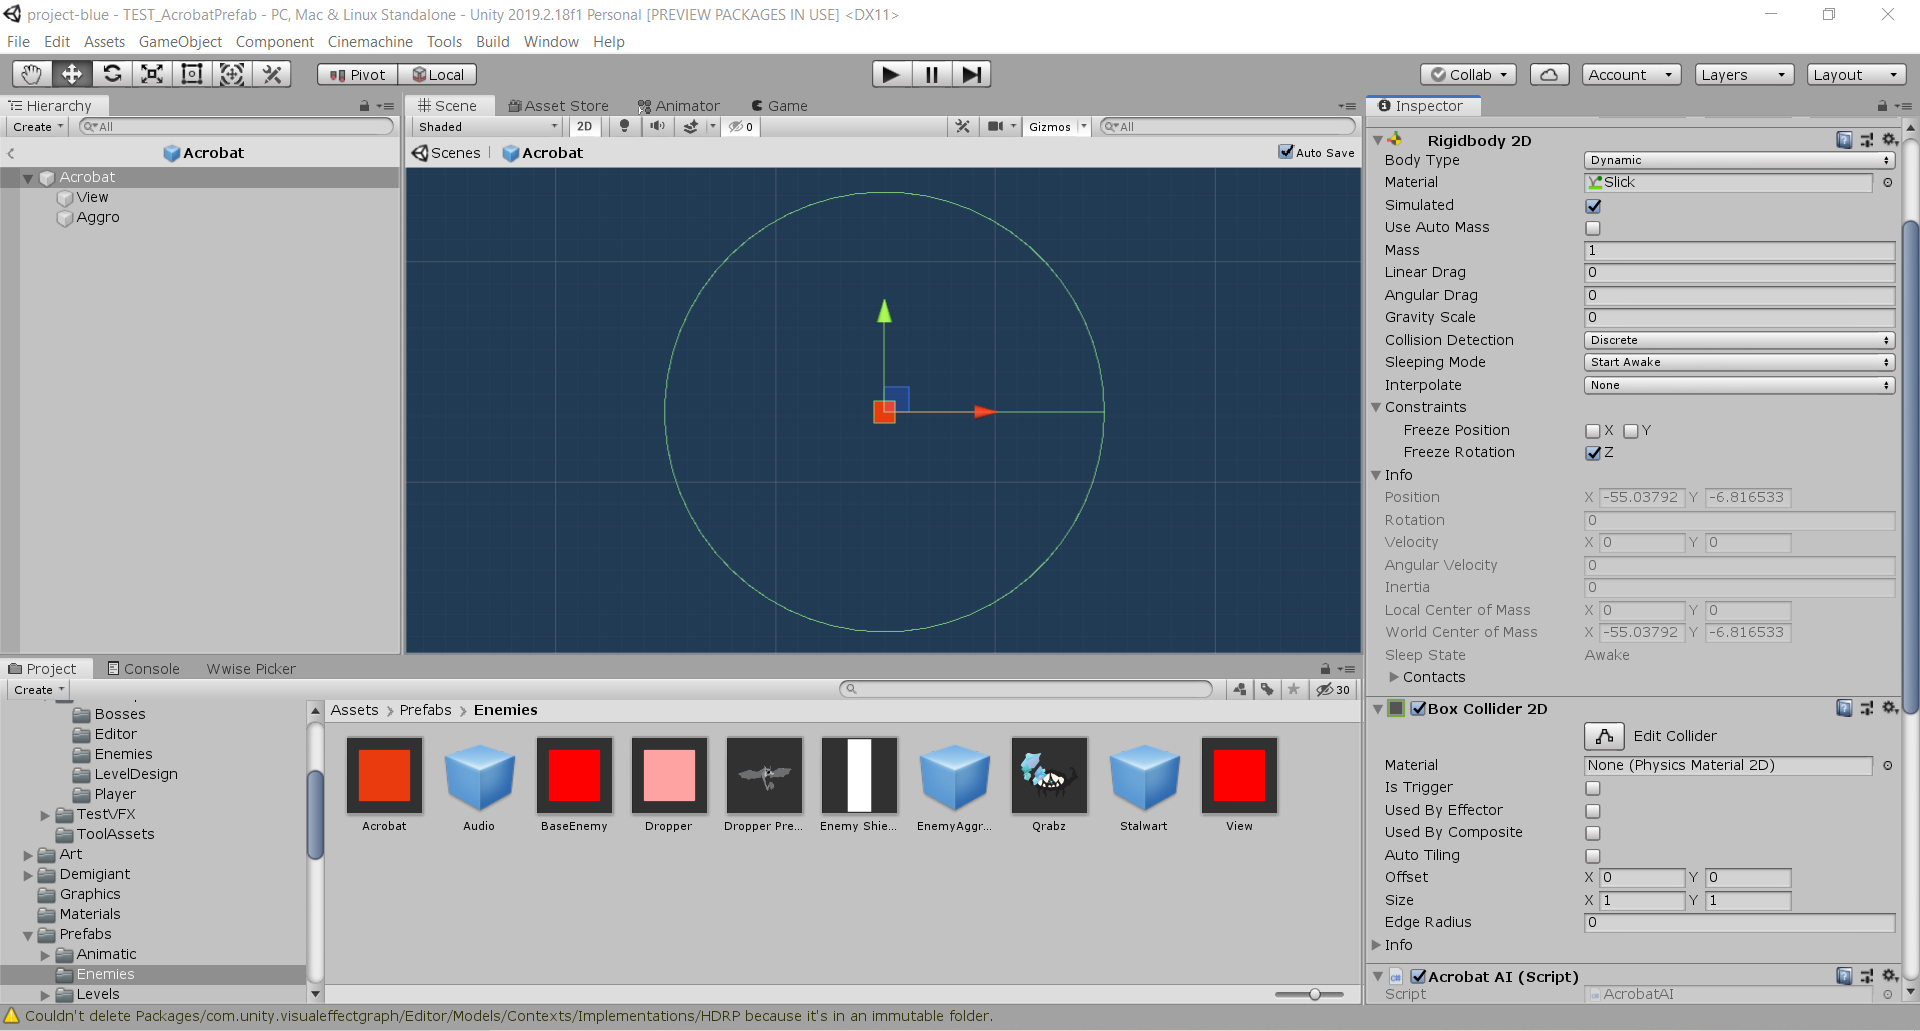 project-blue - TEST_AcrobatPrefab - PC, Mac & Linux Standalone - Unity 2019.2.18f1 Personal [PREVIEW PACKAGES IN USE] <DX11>
File Edit Assets GameObject Component Cinemachine Tools Build Window Help
Pivot Local Collab Account Layers Layout
Hierarchy
Create All
Acrobat
Acrobat
View
Aggro
Scene Asset Store Animator Game
Shaded 2D 0 Gizmos All
Scenes Acrobat Auto Save
Project Console Wwise Picker
Create 30
Bosses
Editor
Enemies
LevelDesign
Player
TestVFX
ToolAssets
Art
Demigiant
Graphics
Materials
Prefabs
Animatic
Enemies
Levels
Assets Prefabs Enemies
Acrobat Audio BaseEnemy Dropper Dropper Pre... Enemy Shie... EnemyAggr... Qrabz Stalwart View
Inspector
Rigidbody 2D
Body Type Dynamic
Material Slick
Simulated
Use Auto Mass
Mass 1
Linear Drag 0
Angular Drag 0
Gravity Scale 0
Collision Detection Discrete
Sleeping Mode Start Awake
Interpolate None
Constraints
Freeze Position X Y
Freeze Rotation Z
Info
Position X -55.03792 Y -6.816533
Rotation 0
Velocity X 0 Y 0
Angular Velocity 0
Inertia 0
Local Center of Mass X 0 Y 0
World Center of Mass X -55.03792 Y -6.816533
Sleep State Awake
Contacts
Box Collider 2D
Edit Collider
Material None (Physics Material 2D)
Is Trigger
Used By Effector
Used By Composite
Auto Tiling
Offset X 0 Y 0
Size X 1 Y 1
Edge Radius 0
Info
Acrobat AI (Script)
Script AcrobatAI
Couldn't delete Packages/com.unity.visualeffectgraph/Editor/Models/Contexts/Implementations/HDRP because it's in an immutable folder.